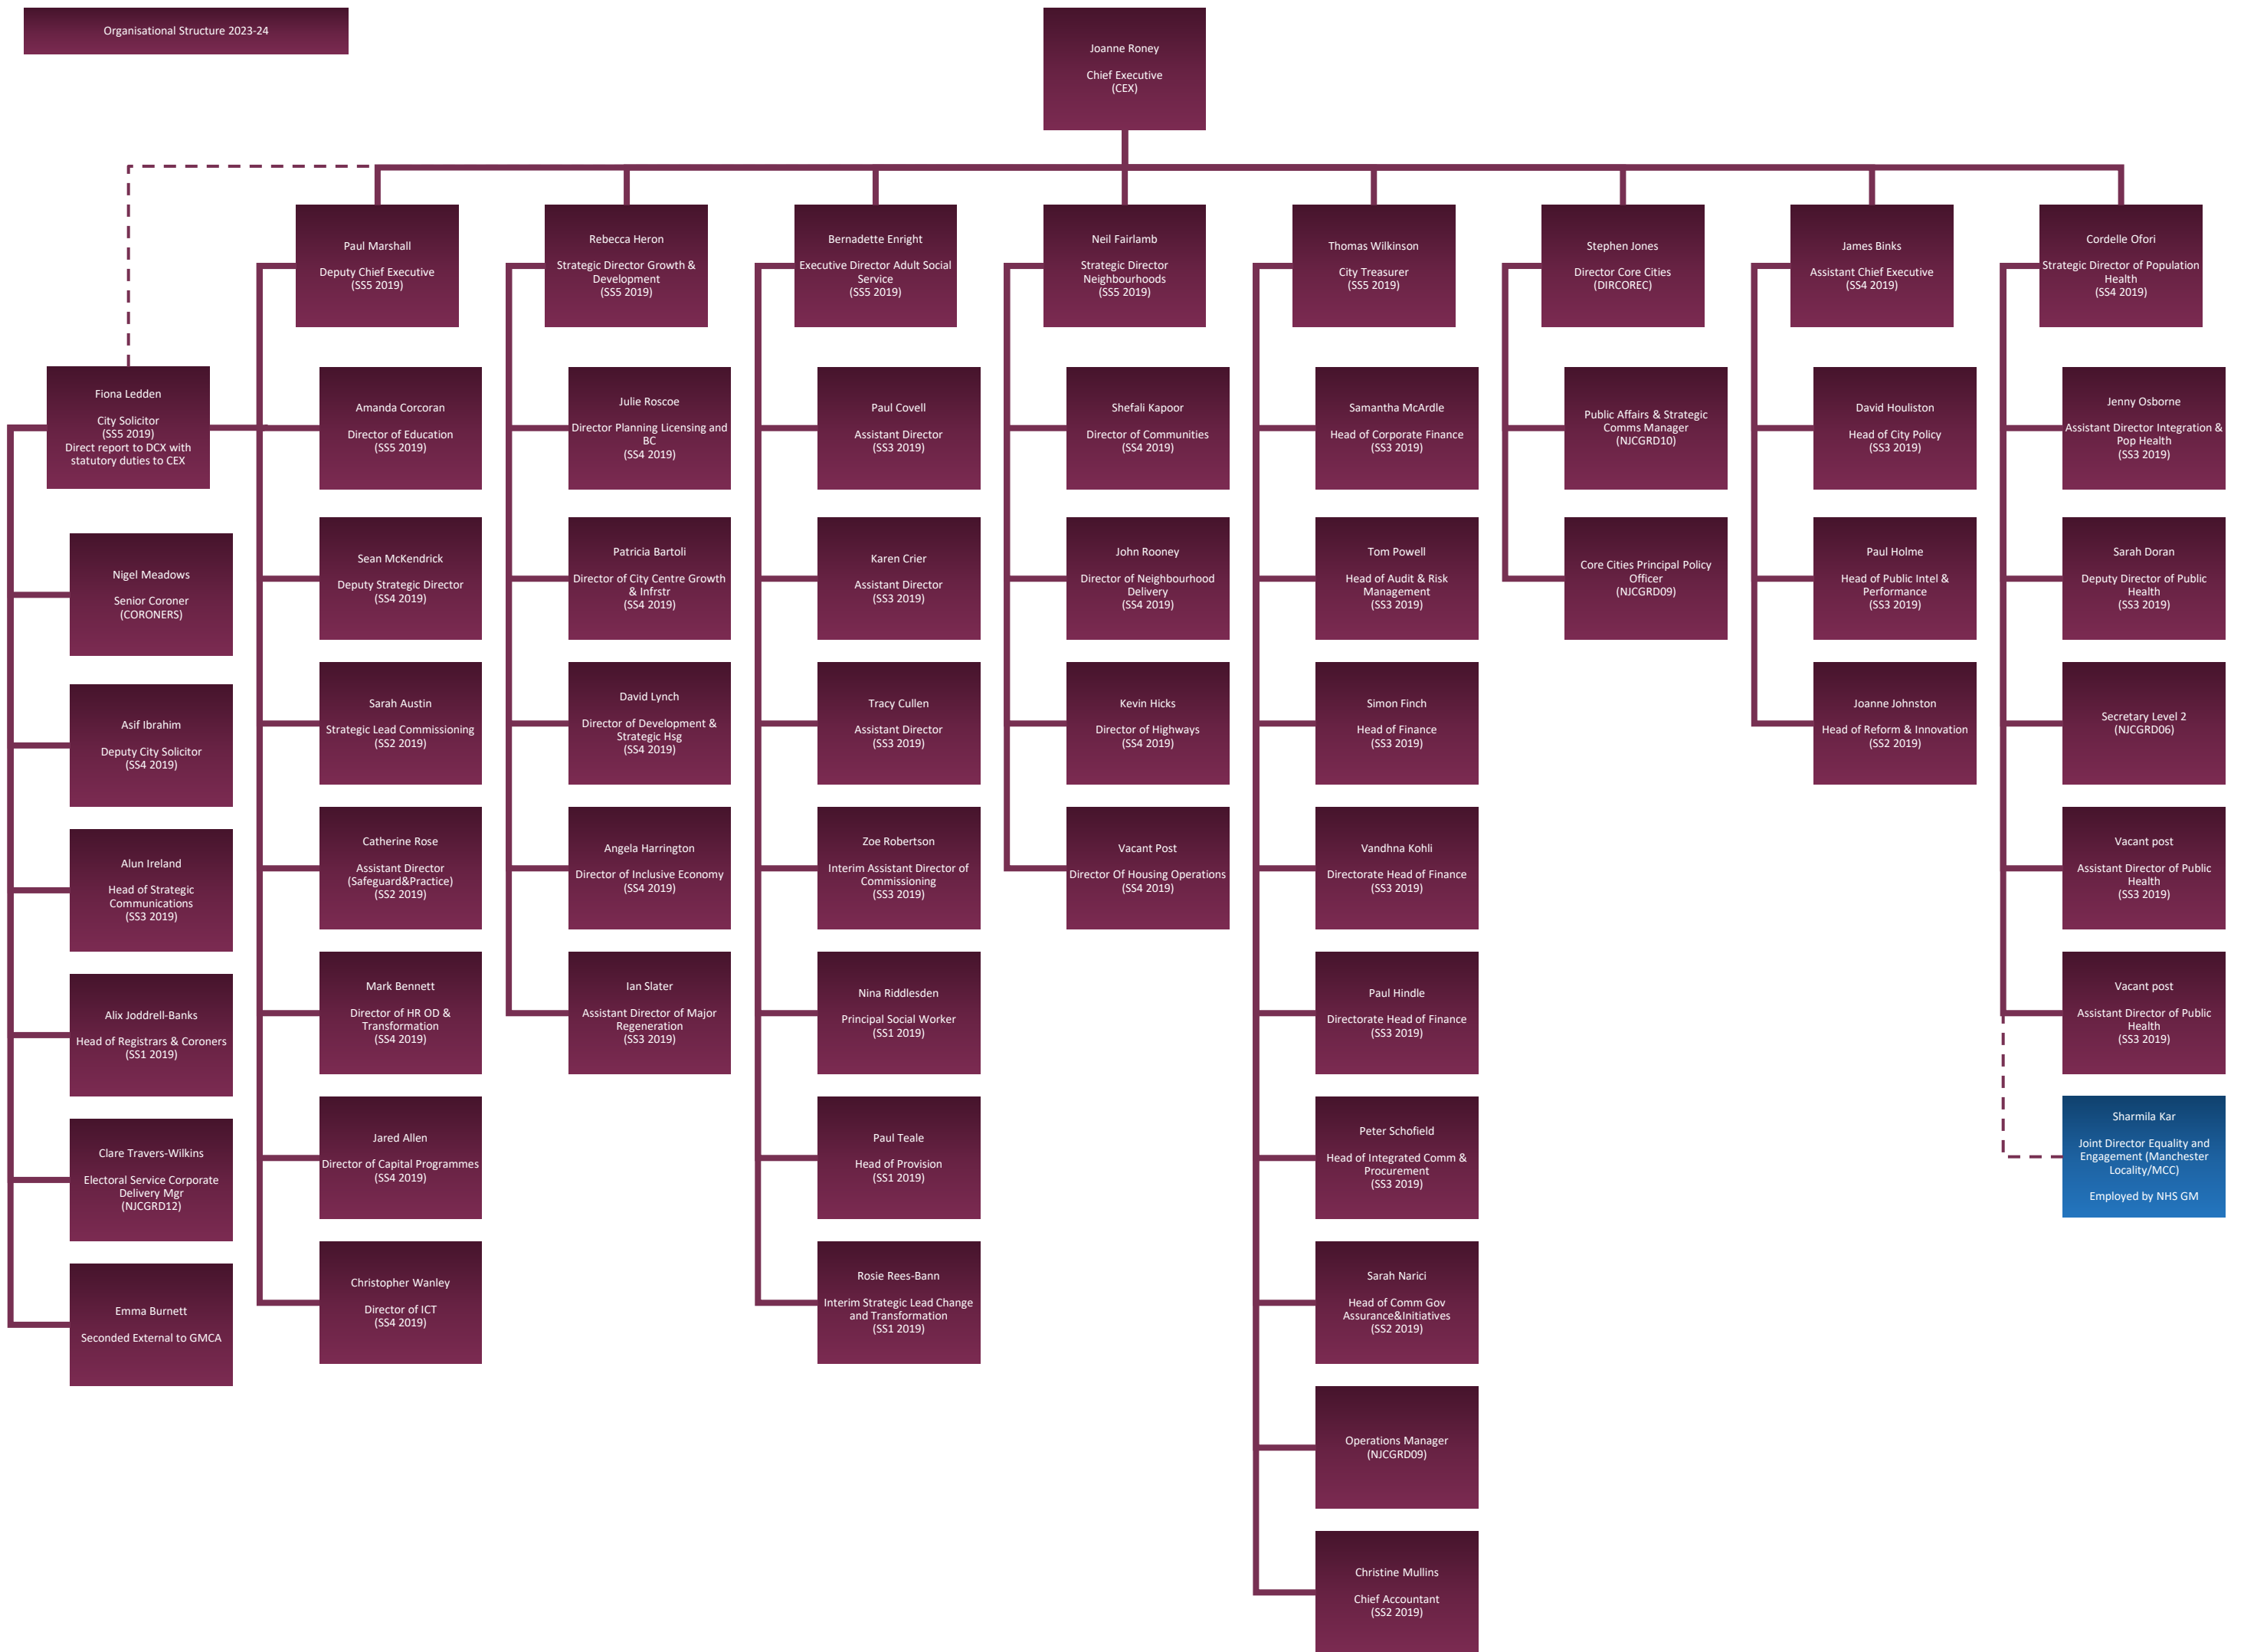 Organisational Structure 2023-24
Joanne Roney
Chief Executive
(CEX)
Paul Marshall
Deputy Chief Executive
(SS5 2019)
Rebecca Heron
Strategic Director Growth &
Development
(SS5 2019)
Bernadette Enright
Executive Director Adult Social
Service
(SS5 2019)
Neil Fairlamb
Strategic Director
Neighbourhoods
(SS5 2019)
Thomas Wilkinson
City Treasurer
(SS5 2019)
Stephen Jones
Director Core Cities
(DIRCOREC)
James Binks
Assistant Chief Executive
(SS4 2019)
Cordelle Ofori
Strategic Director of Population
Health
(SS4 2019)
Fiona Ledden
City Solicitor
(SS5 2019)
Direct report to DCX with
statutory duties to CEX
Nigel Meadows
Senior Coroner
(CORONERS)
Asif Ibrahim
Deputy City Solicitor
(SS4 2019)
Alun Ireland
Head of Strategic
Communications
(SS3 2019)
Alix Joddrell-Banks
Head of Registrars & Coroners
(SS1 2019)
Clare Travers-Wilkins
Electoral Service Corporate
Delivery Mgr
(NJCGRD12)
Emma Burnett
Seconded External to GMCA
Amanda Corcoran
Director of Education
(SS5 2019)
Sean McKendrick
Deputy Strategic Director
(SS4 2019)
Sarah Austin
Strategic Lead Commissioning
(SS2 2019)
Catherine Rose
Assistant Director
(Safeguard&Practice)
(SS2 2019)
Mark Bennett
Director of HR OD &
Transformation
(SS4 2019)
Jared Allen
Director of Capital Programmes
(SS4 2019)
Christopher Wanley
Director of ICT
(SS4 2019)
Julie Roscoe
Director Planning Licensing and
BC
(SS4 2019)
Patricia Bartoli
Director of City Centre Growth
& Infrstr
(SS4 2019)
David Lynch
Director of Development &
Strategic Hsg
(SS4 2019)
Angela Harrington
Director of Inclusive Economy
(SS4 2019)
Ian Slater
Assistant Director of Major
Regeneration
(SS3 2019)
Paul Covell
Assistant Director
(SS3 2019)
Karen Crier
Assistant Director
(SS3 2019)
Tracy Cullen
Assistant Director
(SS3 2019)
Zoe Robertson
Interim Assistant Director of
Commissioning
(SS3 2019)
Nina Riddlesden
Principal Social Worker
(SS1 2019)
Paul Teale
Head of Provision
(SS1 2019)
Rosie Rees-Bann
Interim Strategic Lead Change
and Transformation
(SS1 2019)
Shefali Kapoor
Director of Communities
(SS4 2019)
John Rooney
Director of Neighbourhood
Delivery
(SS4 2019)
Kevin Hicks
Director of Highways
(SS4 2019)
Vacant Post
Director Of Housing Operations
(SS4 2019)
Samantha McArdle
Head of Corporate Finance
(SS3 2019)
Tom Powell
Head of Audit & Risk
Management
(SS3 2019)
Simon Finch
Head of Finance
(SS3 2019)
Vandhna Kohli
Directorate Head of Finance
(SS3 2019)
Paul Hindle
Directorate Head of Finance
(SS3 2019)
Peter Schofield
Head of Integrated Comm &
Procurement
(SS3 2019)
Sarah Narici
Head of Comm Gov
Assurance&Initiatives
(SS2 2019)
Operations Manager
(NJCGRD09)
Christine Mullins
Chief Accountant
(SS2 2019)
Public Affairs & Strategic
Comms Manager
(NJCGRD10)
Core Cities Principal Policy
Officer
(NJCGRD09)
David Houliston
Head of City Policy
(SS3 2019)
Paul Holme
Head of Public Intel &
Performance
(SS3 2019)
Joanne Johnston
Head of Reform & Innovation
(SS2 2019)
Jenny Osborne
Assistant Director Integration &
Pop Health
(SS3 2019)
Sarah Doran
Deputy Director of Public
Health
(SS3 2019)
Secretary Level 2
(NJCGRD06)
Vacant post
Assistant Director of Public
Health
(SS3 2019)
Vacant post
Assistant Director of Public
Health
(SS3 2019)
Sharmila Kar
Joint Director Equality and
Engagement (Manchester
Locality/MCC)
Employed by NHS GM